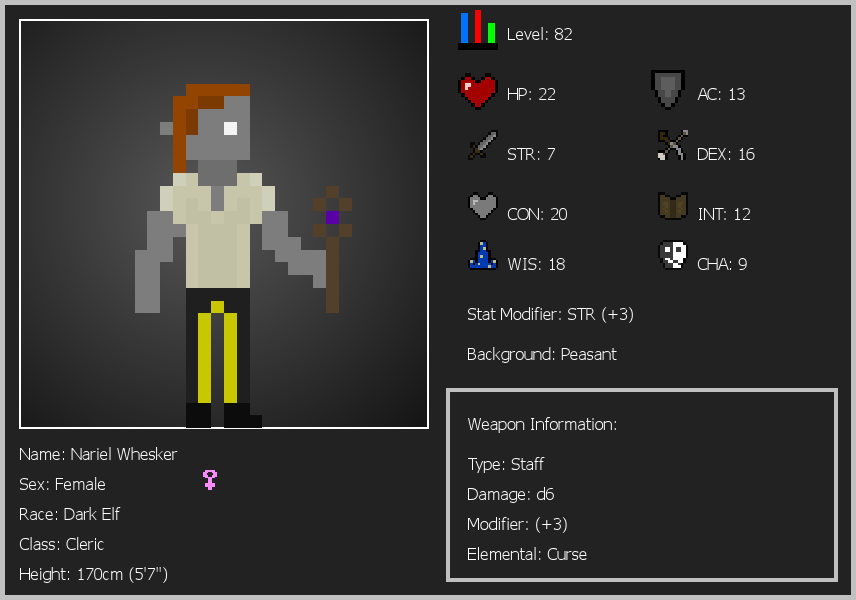 Level: 82
HP: 22
AC: 13
STR: 7
DEX: 16
CON: 20
INT: 12
WIS: 18
CHA: 9
Stat Modifier: STR (+3)
Background: Peasant
Weapon Information:
Type: Staff
Damage: d6
Modifier: (+3)
Elemental: Curse
Name: Nariel Whesker
Sex: Female
Race: Dark Elf
Class: Cleric
Height: 170cm (5'7")